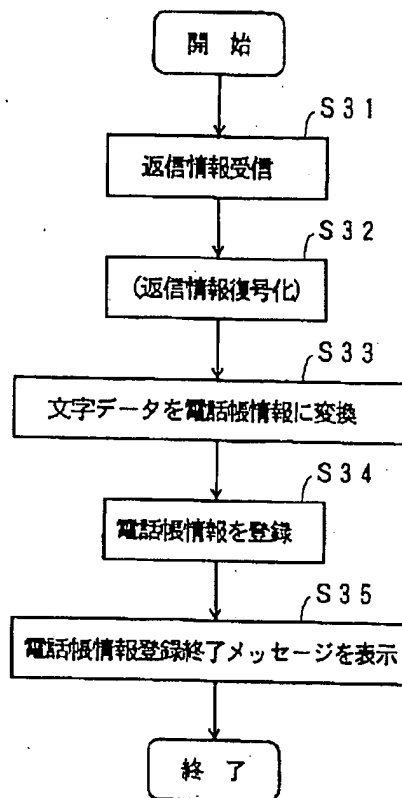 開始
S31
返信情報受信
S32
(返信情報復号化)
S33
文字データを電話帳情報に変換
S34
電話帳情報を登録
S35
電話帳情報登録終了メッセージを表示
終了